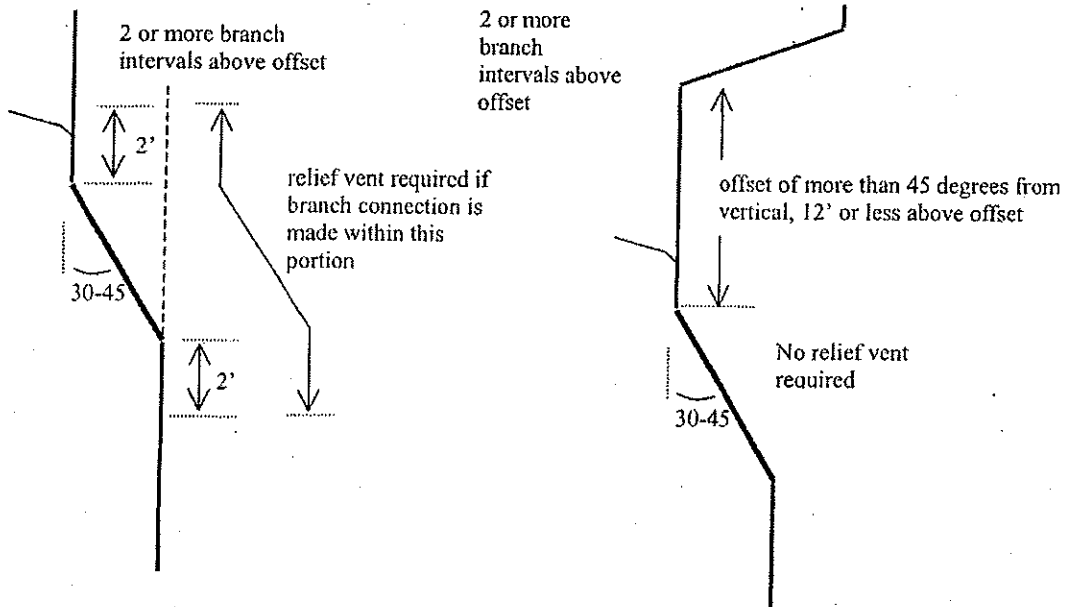 2 or more branch
intervals above offset
2'
relief vent required if
branch connection is
made within this
portion
30-45
2'
2 or more
branch
intervals above
offset
offset of more than 45 degrees from
vertical, 12' or less above offset
No relief vent
required
30-45